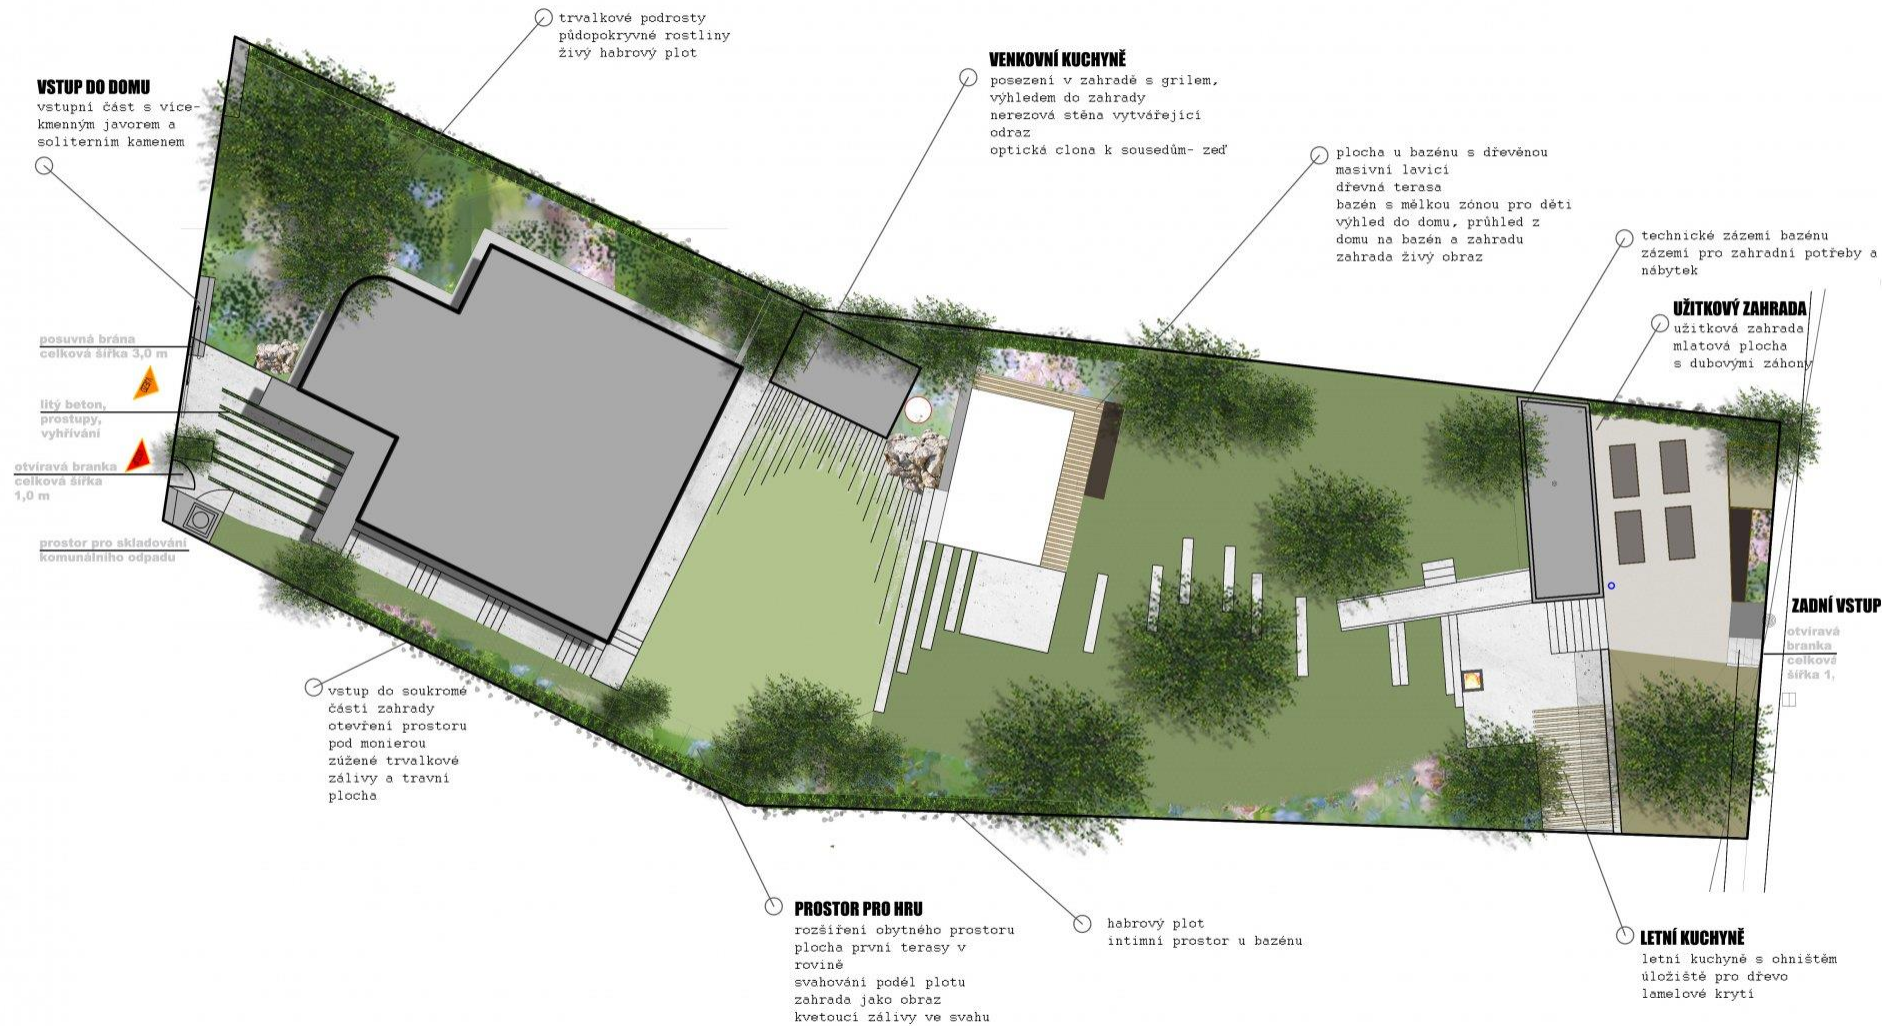 trvalkové podrosty
půdopokryvné rostliny
živý habrový plot
VSTUP DO DOMU
vstupní část s více-
kmenným javorem a
soliterním kamenem
VENKOVNÍ KUCHYNĚ
posezení v zahradě s grilem,
výhledem do zahrady
nerezová stěna vytvářející
odraz
optická clona k sousedům- zeď
plocha u bazénu s dřevěnou
masivní lavicí
dřevná terasa
bazén s mělkou zónou pro děti
výhled do domu, průhled z
domu na bazén a zahradu
zahrada živý obraz
technické zázemí bazénu
zázemí pro zahradní potřeby a
nábytek
UŽITKOVÝ ZAHRADA
užitková zahrada
mlatová plocha
s dubovými záhony
posuvná brána
celková šířka 3,0 m
litý beton,
prostupy,
vyhřívání
otvíravá branka
celková šířka
1,0 m
prostor pro skladování
komunálního odpadu
ZADNÍ VSTUP
otvíravá
branka
celková
šířka 1,
vstup do soukromé
části zahrady
otevření prostoru
pod monierou
zúžené trvalkové
zálivy a travní
plocha
PROSTOR PRO HRU
rozšíření obytného prostoru
plocha první terasy v
rovině
svahování podél plotu
zahrada jako obraz
kvetoucí zálivy ve svahu
habrový plot
intimní prostor u bazénu
LETNÍ KUCHYNĚ
letní kuchyně s ohništěm
úložiště pro dřevo
lamelové krytí